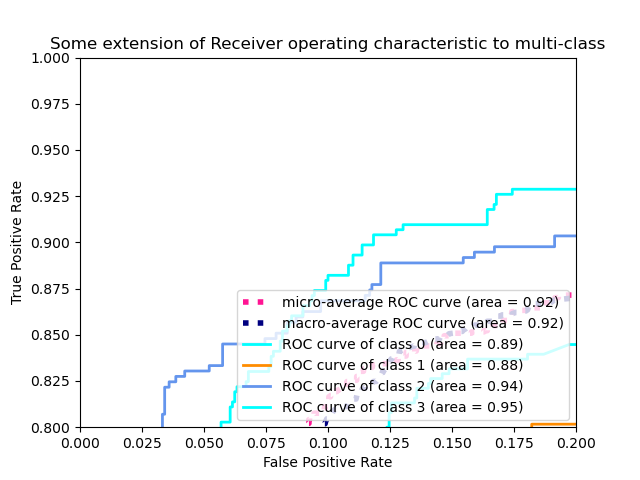 Some extension of Receiver operating characteristic to multi-class
True Positive Rate
1.000
0.975
0.950
0.925
0.900
0.875
0.850
0.825
0.800
micro-average ROC curve (area = 0.92)
macro-average ROC curve (area = 0.92)
ROC curve of class 0 (area = 0.89)
ROC curve of class 1 (area = 0.88)
ROC curve of class 2 (area = 0.94)
ROC curve of class 3 (area = 0.95)
0.000 0.025 0.050 0.075 0.100 0.125 0.150 0.175 0.200
False Positive Rate